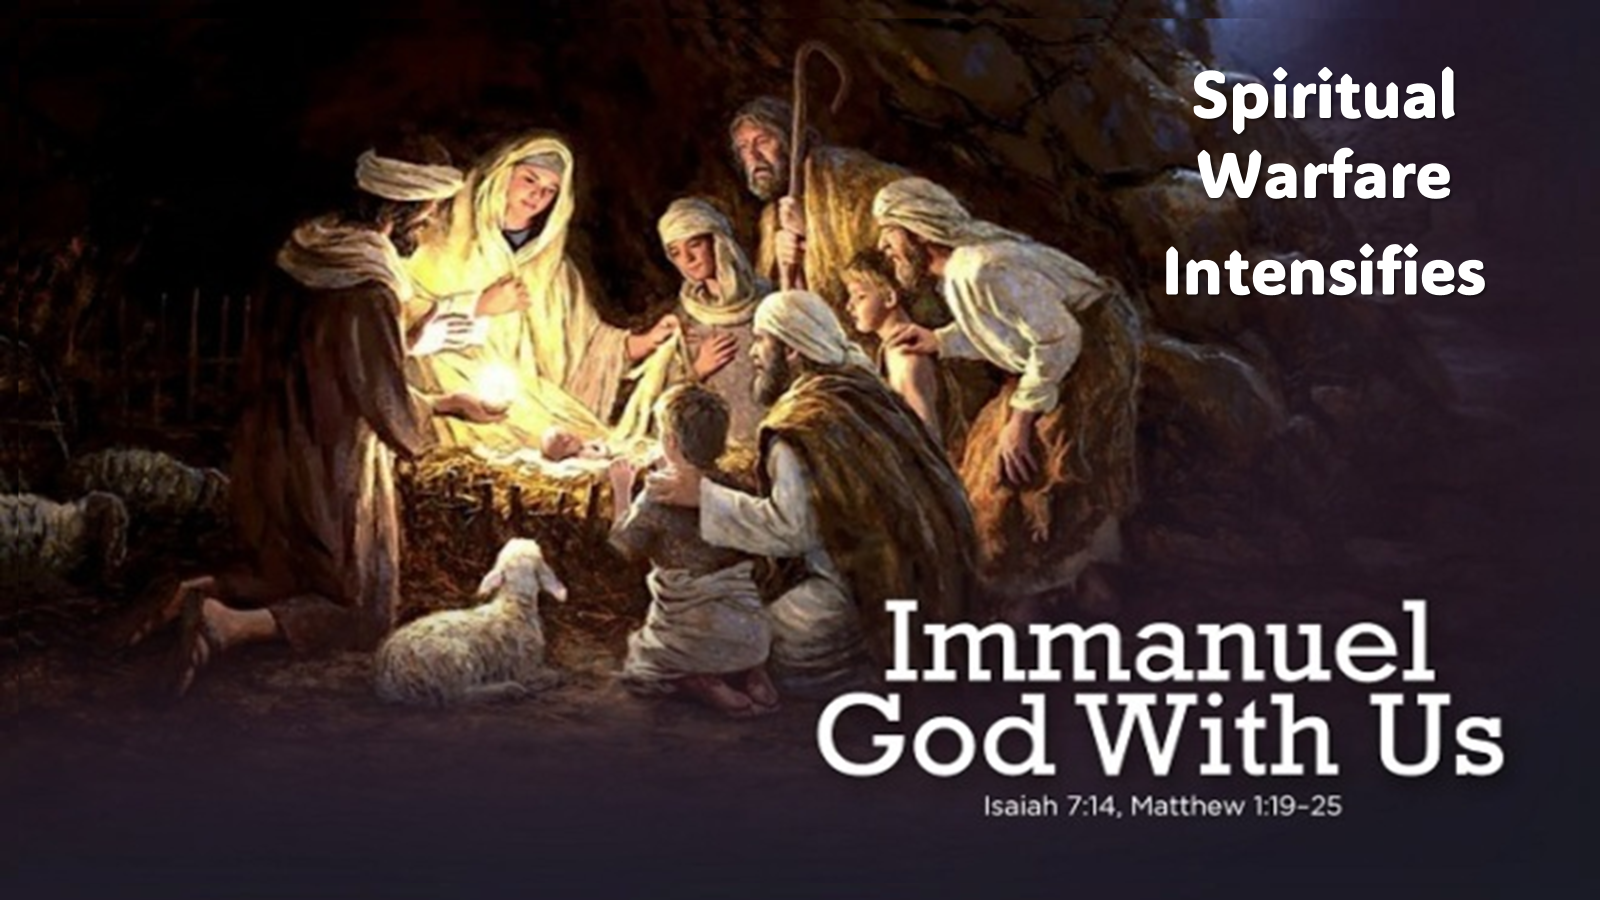 Spiritual
Warfare
Intensifies
Immanuel
God With Us
Isaiah 7:14, Matthew 1:19–25